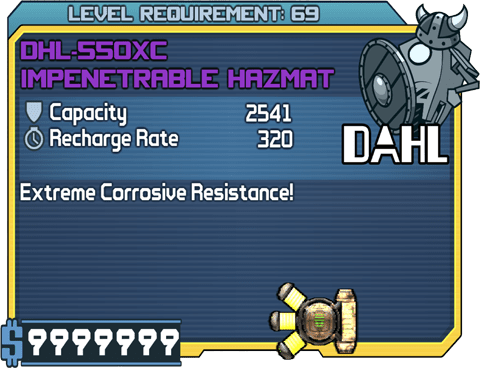 LEVEL REQUIREMENT: 69
DHL-550XC
IMPENETRABLE HAZMAT
Capacity 2541
Recharge Rate 320
DAHL
Extreme Corrosive Resistance!
$9999999